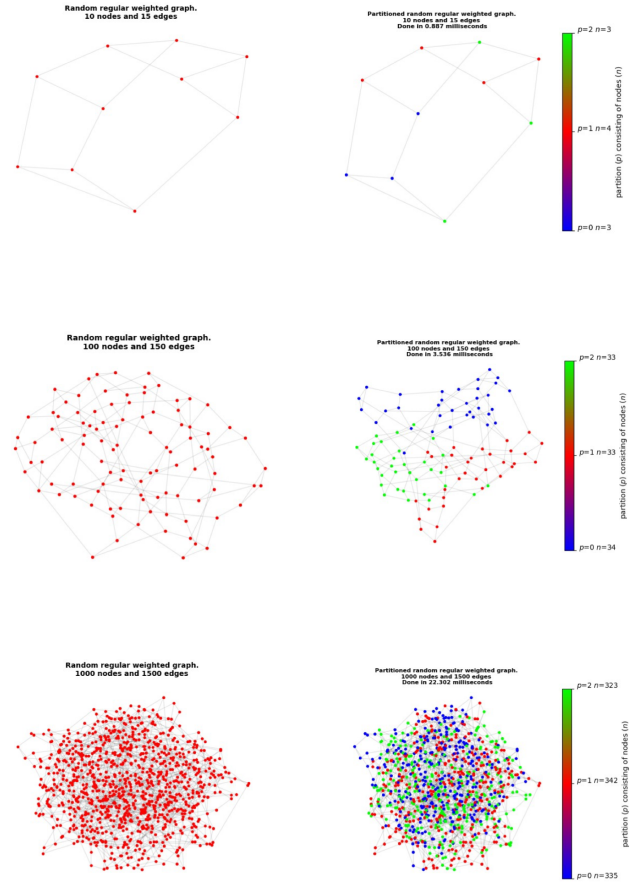 Random regular weighted graph.
10 nodes and 15 edges
Partitioned random regular weighted graph.
10 nodes and 15 edges
Done in 0.887 milliseconds
p=2 n=3
p=1 n=4
p=0 n=3
partition (p) consisting of nodes (n)
Random regular weighted graph.
100 nodes and 150 edges
Partitioned random regular weighted graph.
100 nodes and 150 edges
Done in 3.536 milliseconds
p=2 n=33
p=1 n=33
p=0 n=34
partition (p) consisting of nodes (n)
Random regular weighted graph.
1000 nodes and 1500 edges
Partitioned random regular weighted graph.
1000 nodes and 1500 edges
Done in 22.302 milliseconds
p=2 n=323
p=1 n=342
p=0 n=335
partition (p) consisting of nodes (n)